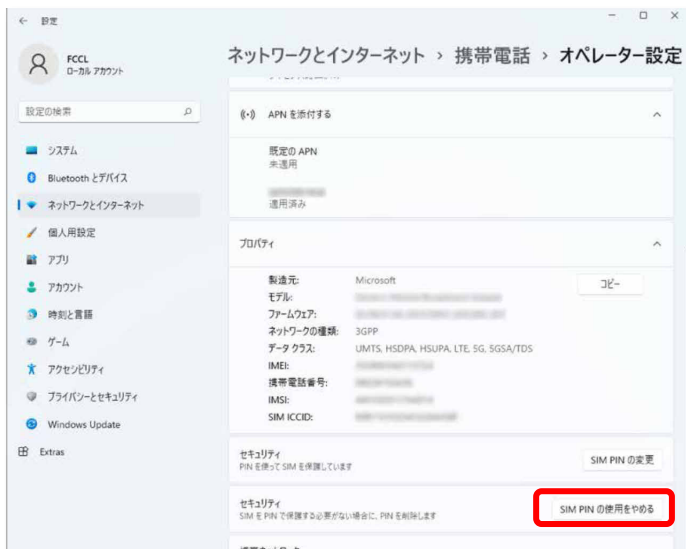 ← 設定
FCCL
ローカル アカウント
設定の検索
システム
Bluetooth とデバイス
ネットワークとインターネット
個人用設定
アプリ
アカウント
時刻と言語
ゲーム
アクセシビリティ
プライバシーとセキュリティ
Windows Update
Extras
ネットワークとインターネット › 携帯電話 › オペレーター設定
APN を添付する
既定の APN
未適用
適用済み
プロパティ
製造元: Microsoft
コピー
モデル:
ファームウェア:
ネットワークの種類: 3GPP
データ クラス: UMTS, HSDPA, HSUPA, LTE, 5G, 5GSA/TDS
IMEI:
携帯電話番号:
IMSI:
SIM ICCID:
セキュリティ
PIN を使って SIM を保護しています
SIM PIN の変更
セキュリティ
SIM を PIN で保護する必要がない場合に、PIN を削除します
SIM PIN の使用をやめる